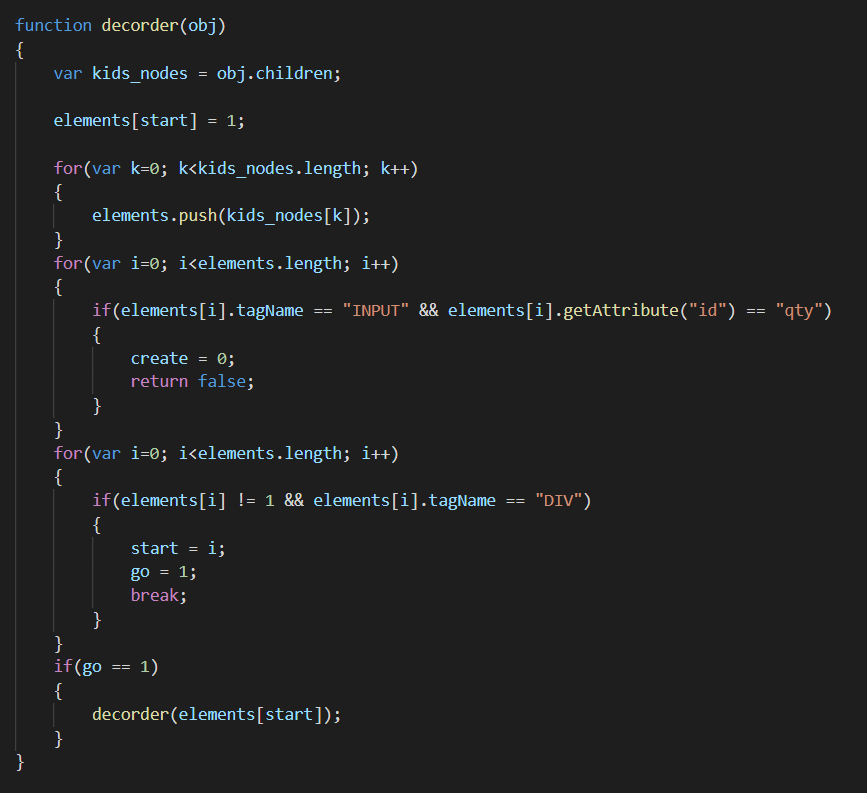 function decorder(obj)
{
    var kids_nodes = obj.children;

    elements[start] = 1;

    for(var k=0; k<kids_nodes.length; k++)
    {
        elements.push(kids_nodes[k]);
    }
    for(var i=0; i<elements.length; i++)
    {
        if(elements[i].tagName == "INPUT" && elements[i].getAttribute("id") == "qty")
        {
            create = 0;
            return false;
        }
    }
    for(var i=0; i<elements.length; i++)
    {
        if(elements[i] != 1 && elements[i].tagName == "DIV")
        {
            start = i;
            go = 1;
            break;
        }
    }
    if(go == 1)
    {
        decorder(elements[start]);
    }
}